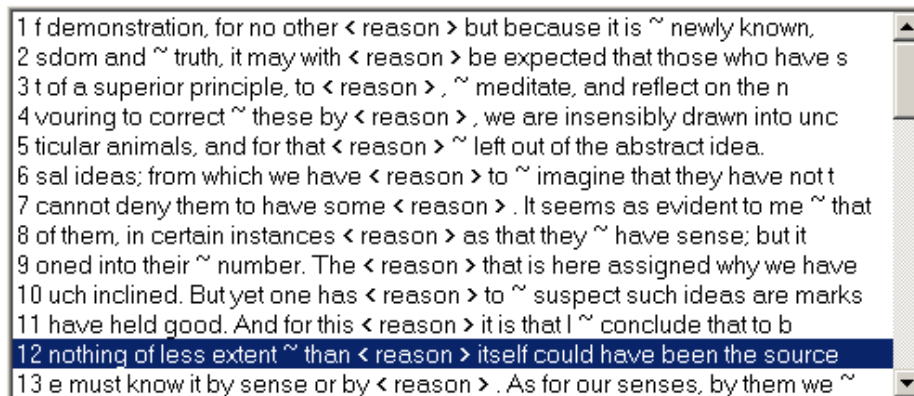 1 f demonstration, for no other < reason > but because it is ~ newly known,
2 sdom and ~ truth, it may with < reason > be expected that those who have s
3 t of a superior principle, to < reason > , ~ meditate, and reflect on the n
4 vouring to correct ~ these by < reason > , we are insensibly drawn into unc
5 ticular animals, and for that < reason > ~ left out of the abstract idea.
6 sal ideas; from which we have < reason > to ~ imagine that they have not t
7 cannot deny them to have some < reason > . It seems as evident to me ~ that
8 of them, in certain instances < reason > as that they ~ have sense; but it
9 oned into their ~ number. The < reason > that is here assigned why we have
10 uch inclined. But yet one has < reason > to ~ suspect such ideas are marks
11 have held good. And for this < reason > it is that I ~ conclude that to b
12 nothing of less extent ~ than < reason > itself could have been the source
13 e must know it by sense or by < reason > . As for our senses, by them we ~